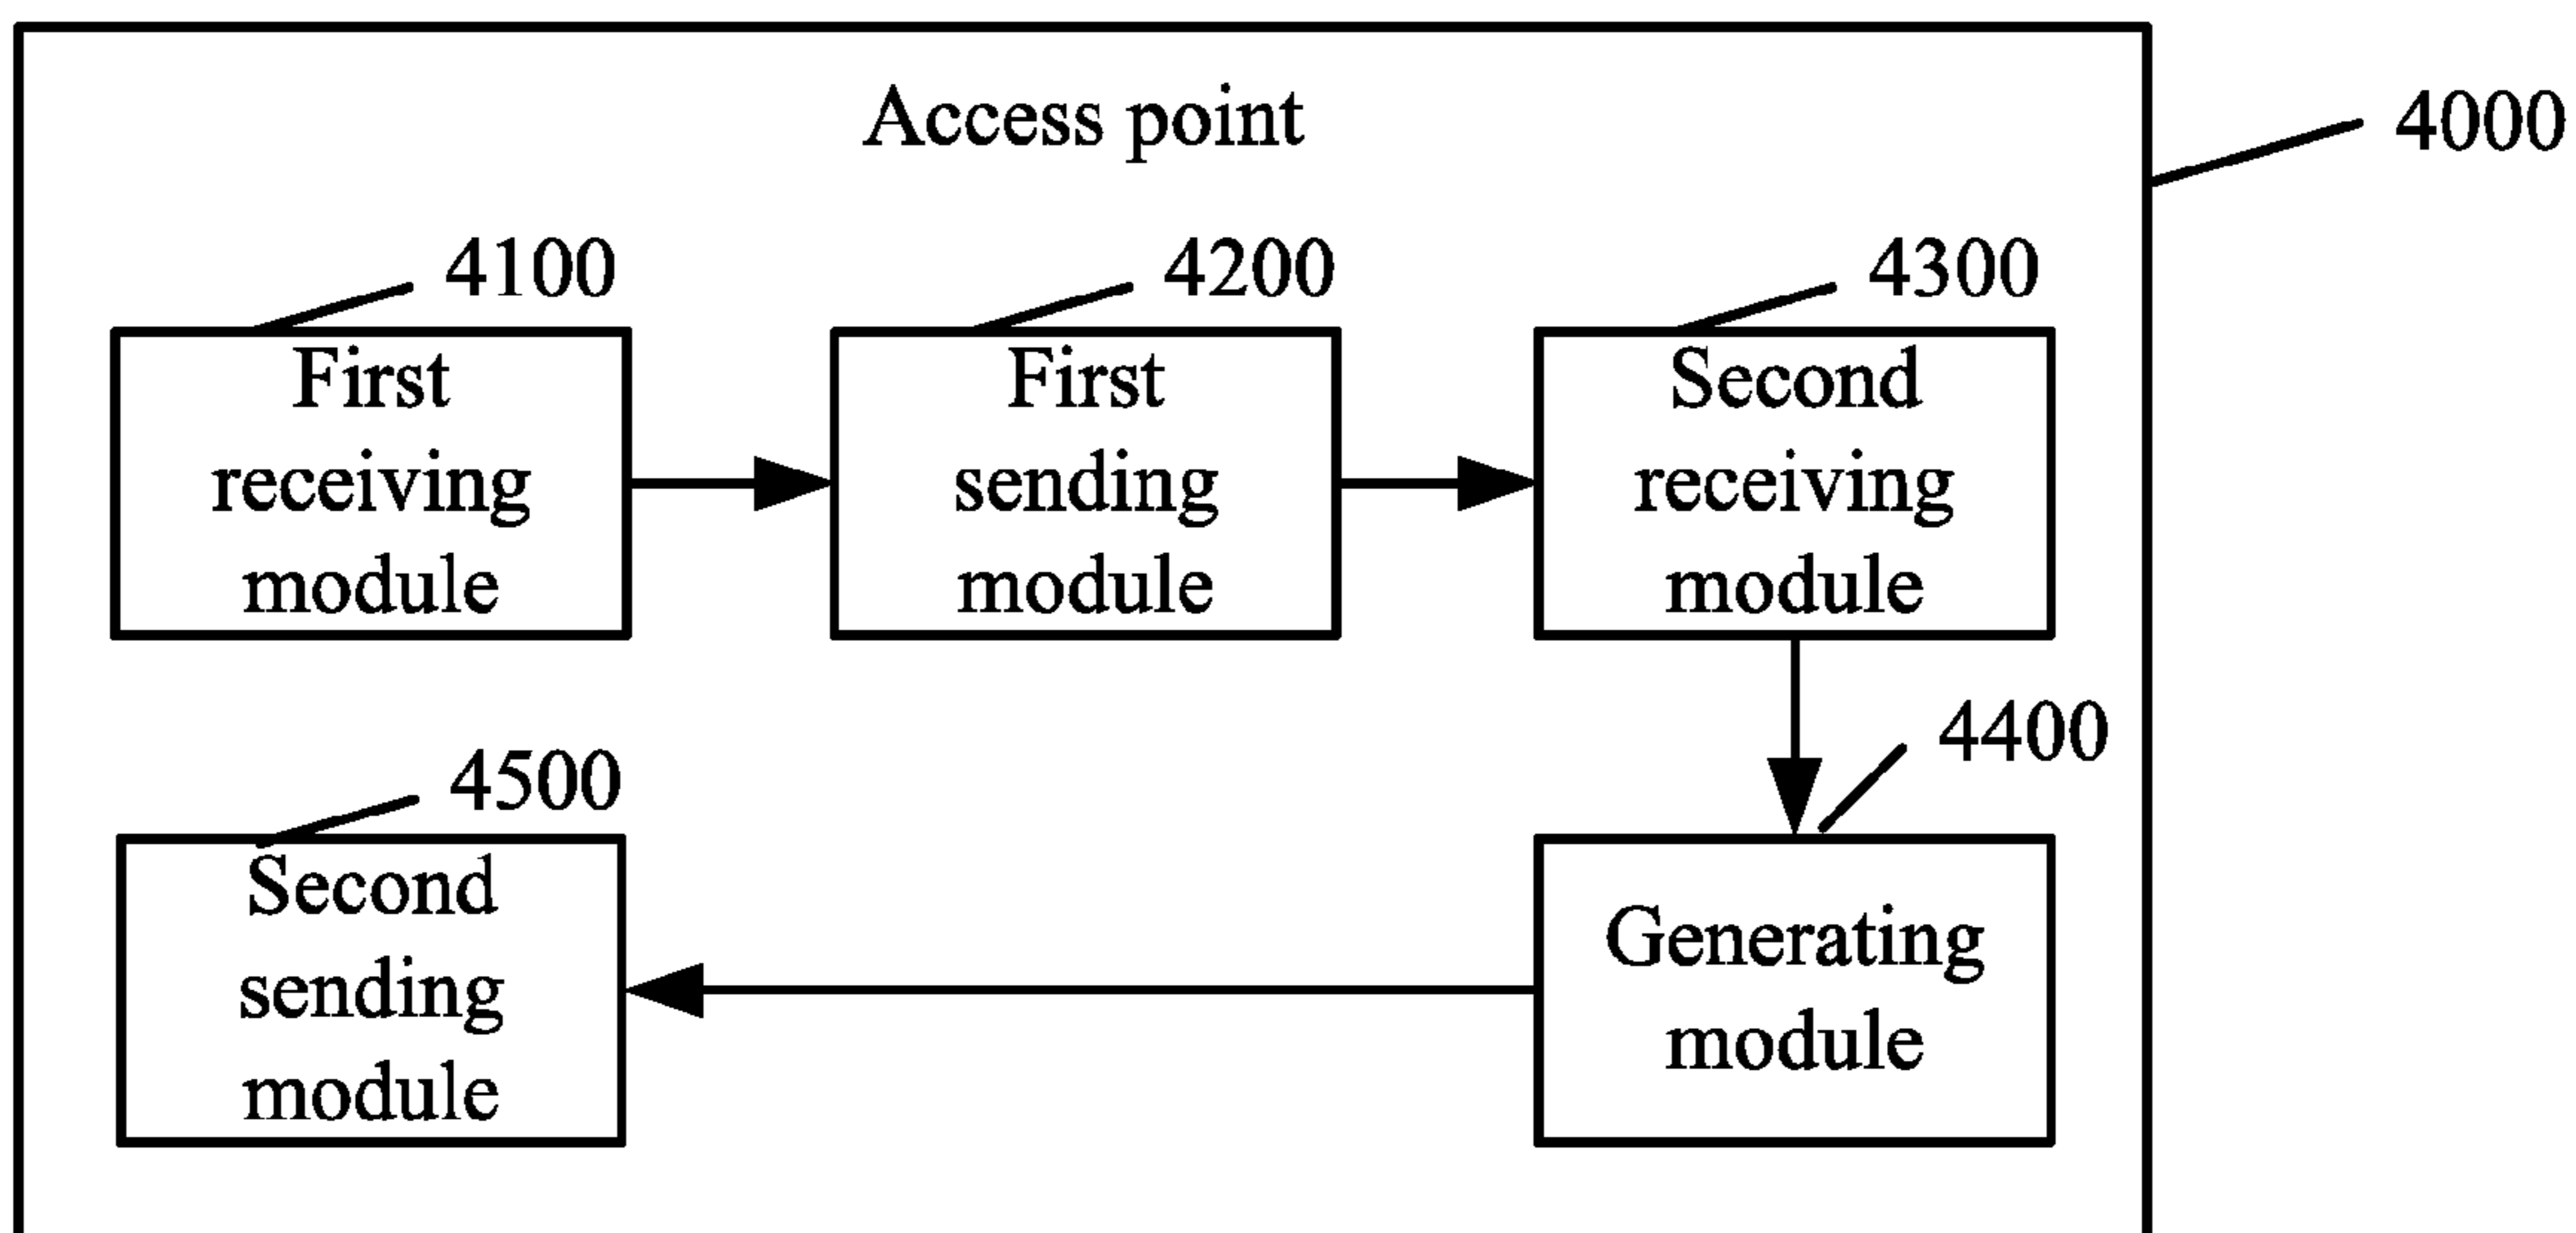 Access point
4000
4100
4200
4300
First
receiving
module
First
sending
module
Second
receiving
module
4500
4400
Second
sending
module
Generating
module